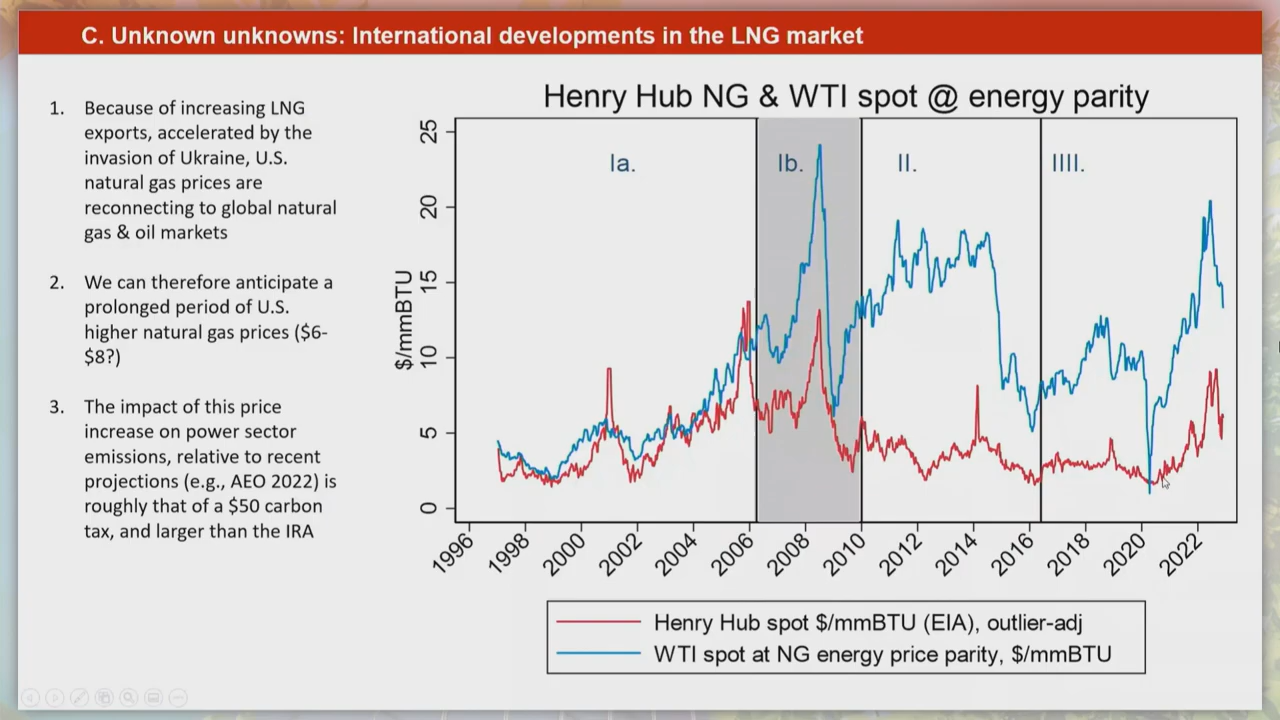 C. Unknown unknowns: International developments in the LNG market
1. Because of increasing LNG
exports, accelerated by the
invasion of Ukraine, U.S.
natural gas prices are
reconnecting to global natural
gas & oil markets
2. We can therefore anticipate a
prolonged period of U.S.
higher natural gas prices ($6-
$8?)
3. The impact of this price
increase on power sector
emissions, relative to recent
projections (e.g., AEO 2022) is
roughly that of a $50 carbon
tax, and larger than the IRA
Henry Hub NG & WTI spot @ energy parity
Ia.
Ib.
II.
IIII.
$/mmBTU
25
20
15
10
5
0
1996
1998
2000
2002
2004
2006
2008
2010
2012
2014
2016
2018
2020
2022
Henry Hub spot $/mmBTU (EIA), outlier-adj
WTI spot at NG energy price parity, $/mmBTU